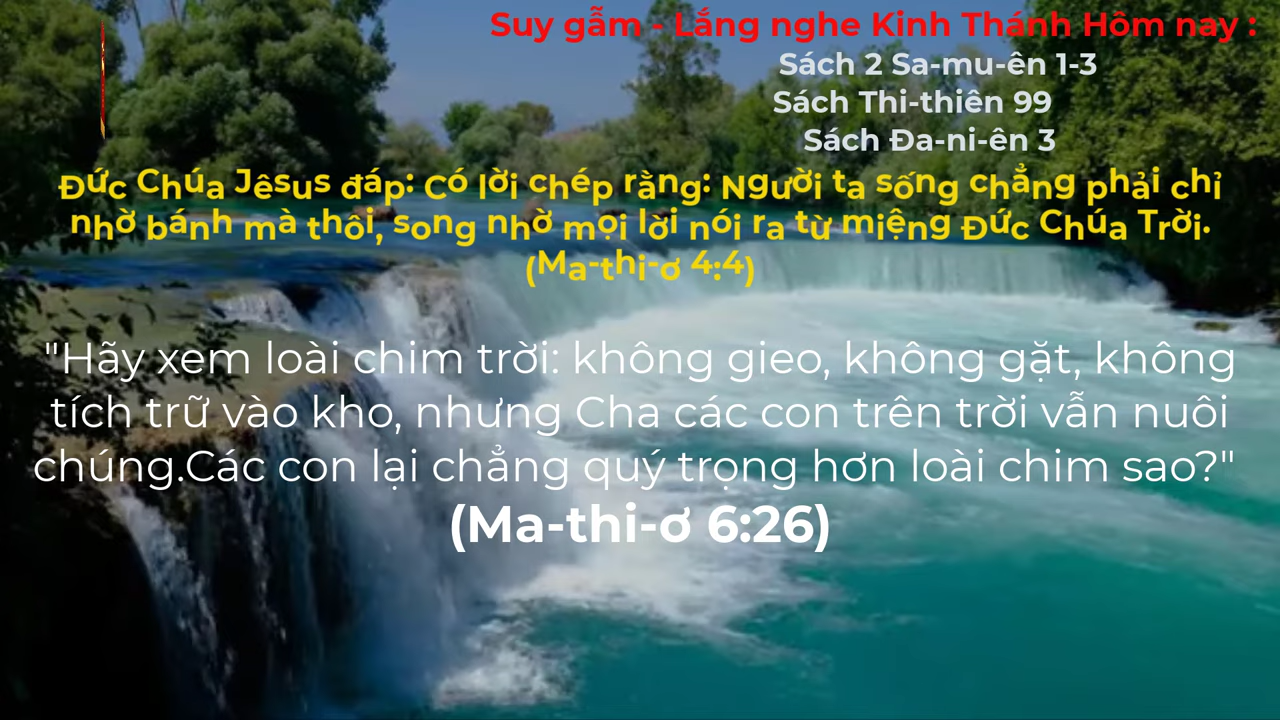 Suy gẫm - Lắng nghe Kinh Thánh Hôm nay :
Sách 2 Sa-mu-ên 1-3
Sách Thi-thiên 99
Sách Đa-ni-ên 3
Đức Chúa Jêsus đáp: Có lời chép rằng: Người ta sống chẳng phải chỉ
nhờ bánh mà thôi, song nhờ mọi lời nói ra từ miệng Đức Chúa Trời.
(Ma-thi-ơ 4:4)
"Hãy xem loài chim trời: không gieo, không gặt, không
tích trữ vào kho, nhưng Cha các con trên trời vẫn nuôi
chúng.Các con lại chẳng quý trọng hơn loài chim sao?"
(Ma-thi-ơ 6:26)